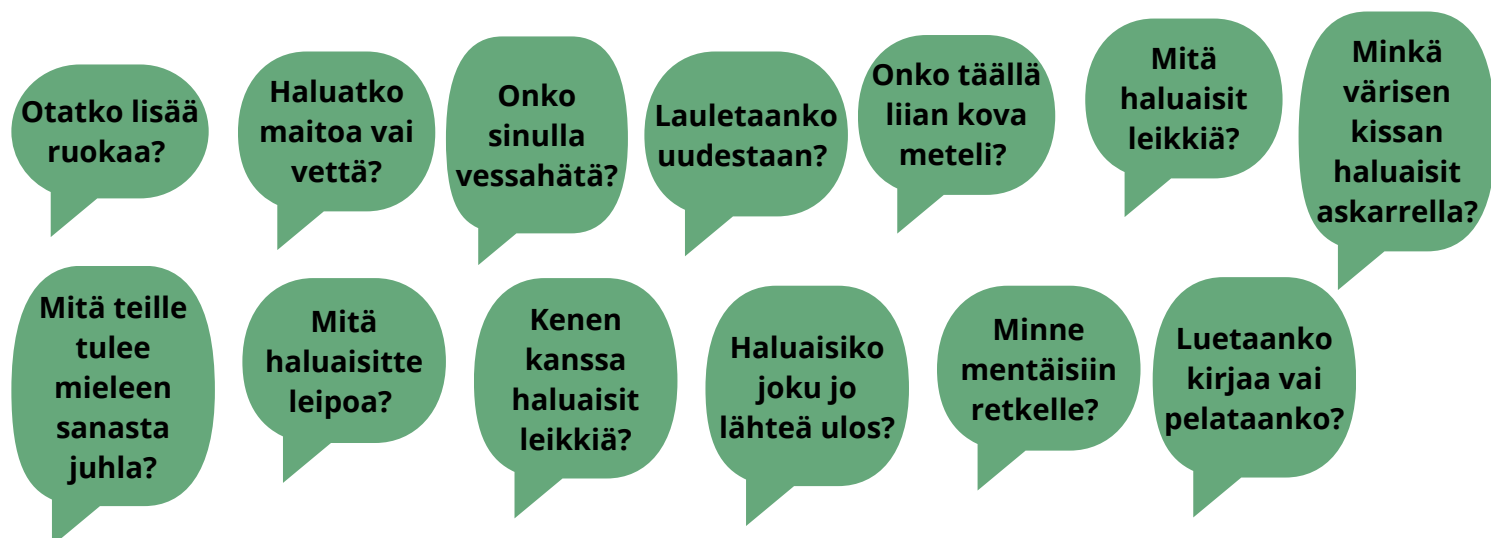 Otatko lisää
ruokaa?
Haluatko
maitoa vai
vettä?
Onko
sinulla
vessahätä?
Lauletaanko
uudestaan?
Onko täällä
liian kova
meteli?
Mitä
haluaisit
leikkiä?
Minkä
värisen
kissan
haluaisit
askarrella?
Mitä teille
tulee
mieleen
sanasta
juhla?
Mitä
haluaisitte
leipoa?
Kenen
kanssa
haluaisit
leikkiä?
Haluaisiko
joku jo
lähteä ulos?
Minne
mentäisiin
retkelle?
Luetaanko
kirjaa vai
pelataanko?